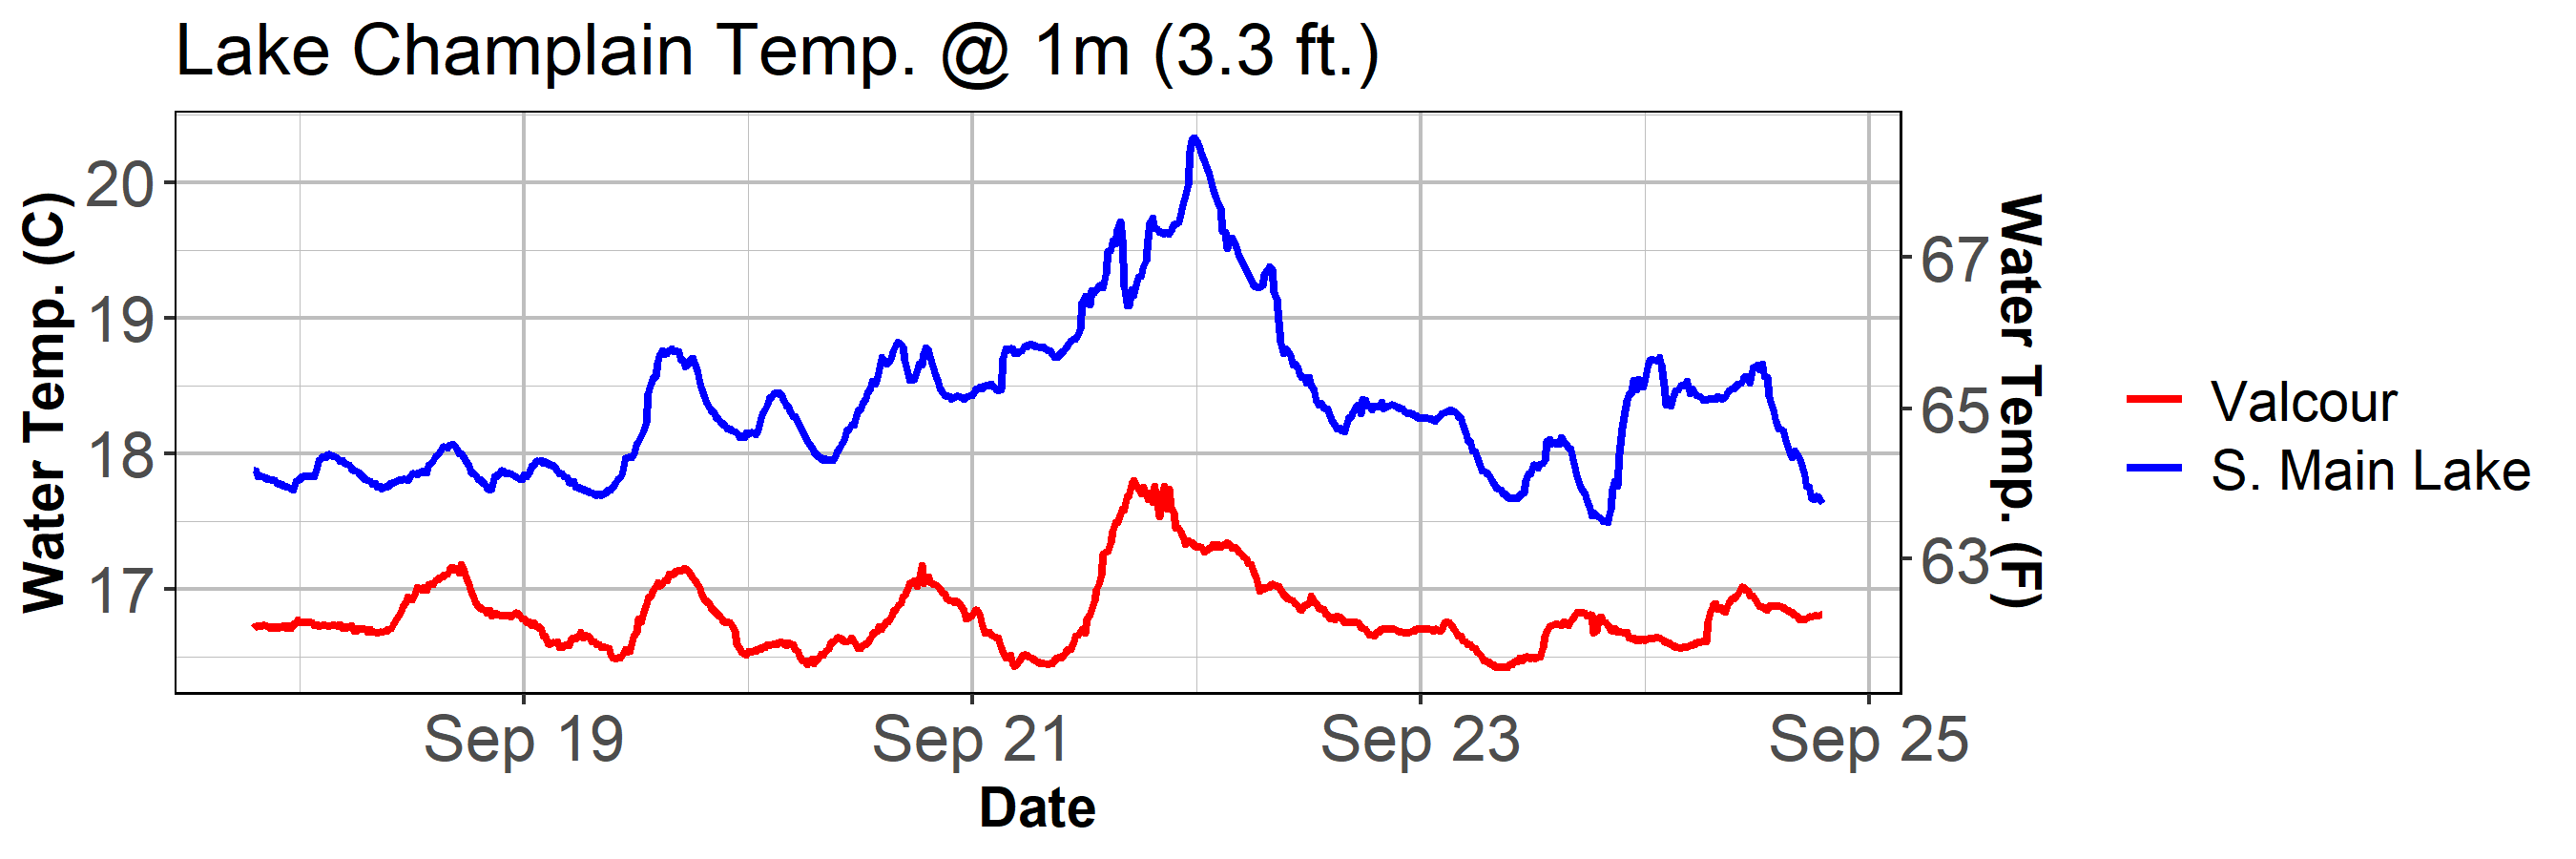 Lake Champlain Temp. @ 1m (3.3 ft.)
Water Temp. (C)
20
19
18
17
67
65
63
Water Temp. (F)
Valcour
S. Main Lake
Sep 19
Sep 21
Sep 23
Sep 25
Date